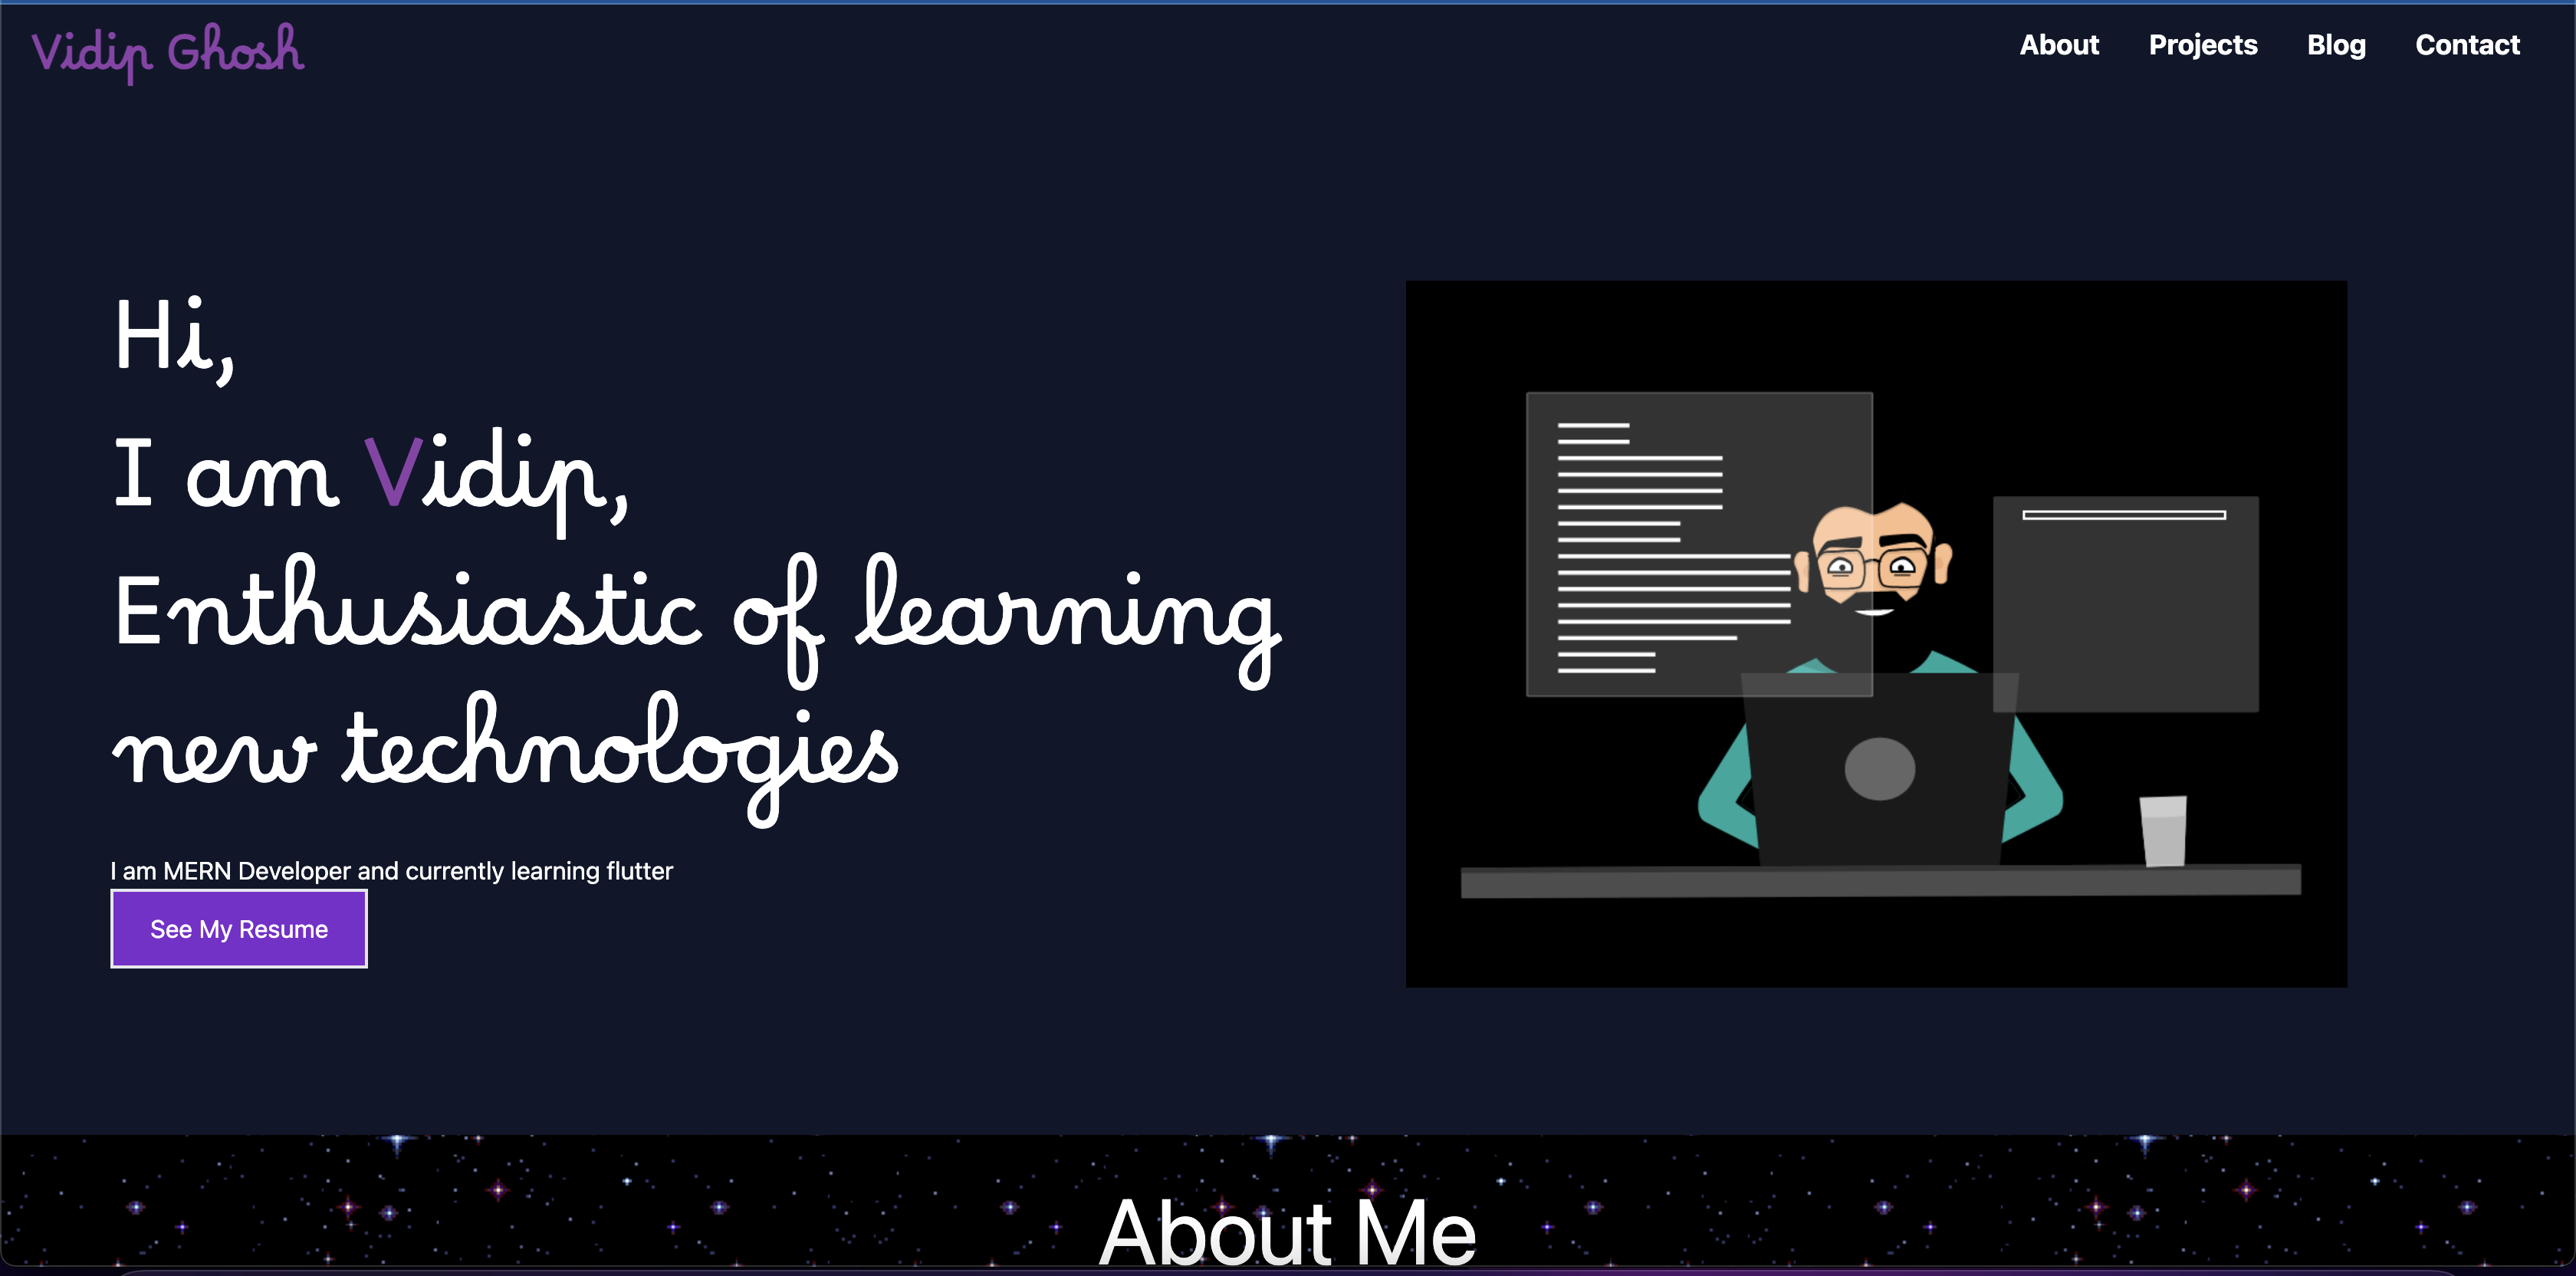 Vidip Ghosh
About Projects Blog Contact
Hi,
I am Vidip,
Enthusiastic of learning
new technologies
I am MERN Developer and currently learning flutter
See My Resume
About Me